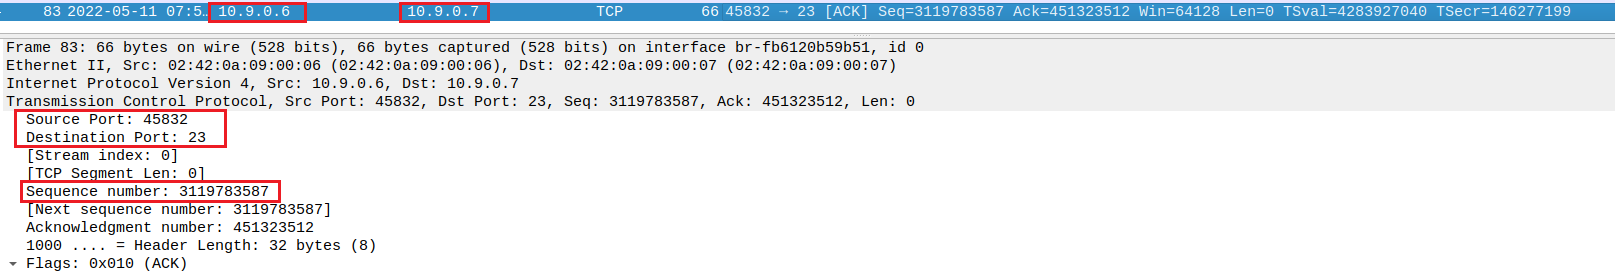 83 2022-05-11 07:5… 10.9.0.6 10.9.0.7 TCP 66 45832 → 23 [ACK] Seq=3119783587 Ack=451323512 Win=64128 Len=0 TSval=4283927040 TSecr=146277199
Frame 83: 66 bytes on wire (528 bits), 66 bytes captured (528 bits) on interface br-fb6120b59b51, id 0
Ethernet II, Src: 02:42:0a:09:00:06 (02:42:0a:09:00:06), Dst: 02:42:0a:09:00:07 (02:42:0a:09:00:07)
Internet Protocol Version 4, Src: 10.9.0.6, Dst: 10.9.0.7
Transmission Control Protocol, Src Port: 45832, Dst Port: 23, Seq: 3119783587, Ack: 451323512, Len: 0
Source Port: 45832
Destination Port: 23
[Stream index: 0]
[TCP Segment Len: 0]
Sequence number: 3119783587
[Next sequence number: 3119783587]
Acknowledgment number: 451323512
1000 .... = Header Length: 32 bytes (8)
Flags: 0x010 (ACK)